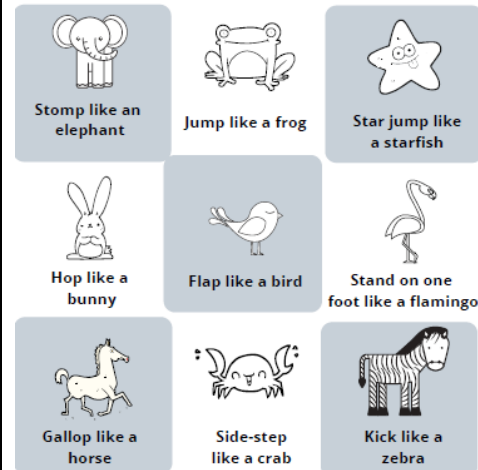 Stomp like an
elephant
Jump like a frog
Star jump like
a starfish
Hop like a
bunny
Flap like a bird
Stand on one
foot like a flamingo
Gallop like a
horse
Side-step
like a crab
Kick like a
zebra